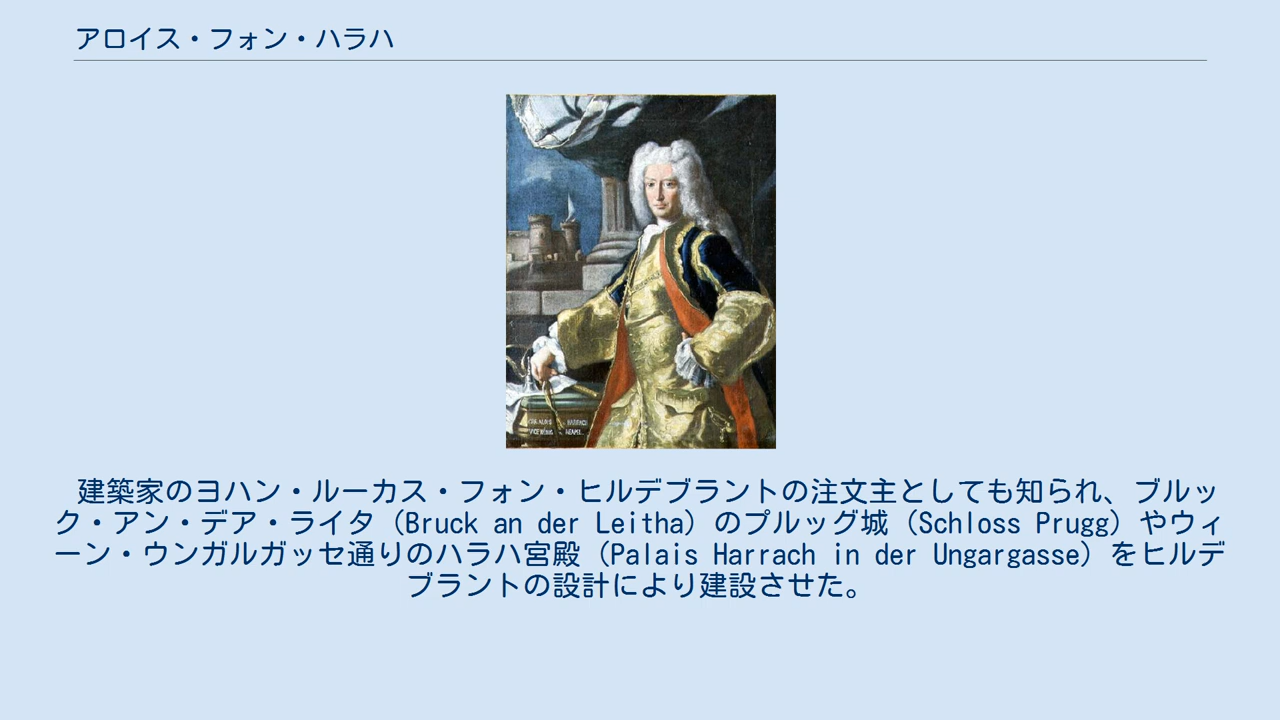 アロイス・フォン・ハラハ
建築家のヨハン・ルーカス・フォン・ヒルデブラントの注文主としても知られ、ブルッ
ク・アン・デア・ライタ（Bruck an der Leitha）のプルッグ城（Schloss Prugg）やウィ
ーン・ウンガルガッセ通りのハラハ宮殿（Palais Harrach in der Ungargasse）をヒルデ
ブラントの設計により建設させた。